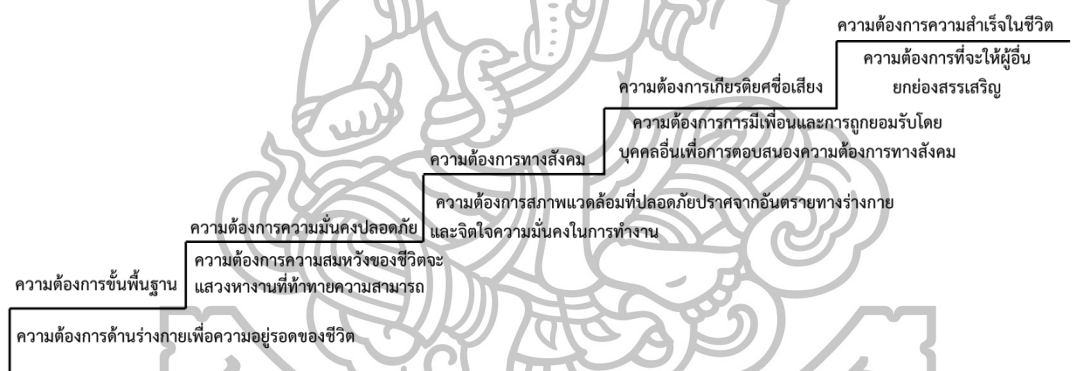 ความต้องการความสำเร็จในชีวิต
ความต้องการที่จะให้ผู้อื่น
ยกย่องสรรเสริญ
ความต้องการเกียรติยศชื่อเสียง
ความต้องการการมีเพื่อนและการถูกยอมรับโดย
บุคคลอื่นเพื่อการตอบสนองความต้องการทางสังคม
ความต้องการทางสังคม
ความต้องการสภาพแวดล้อมที่ปลอดภัยปราศจากอันตรายทางร่างกาย
และจิตใจความมั่นคงในการทำงาน
ความต้องการความมั่นคงปลอดภัย
ความต้องการความสมหวังของชีวิตจะ
แสวงหางานที่ท้าทายความสามารถ
ความต้องการขั้นพื้นฐาน
ความต้องการด้านร่างกายเพื่อความอยู่รอดของชีวิต